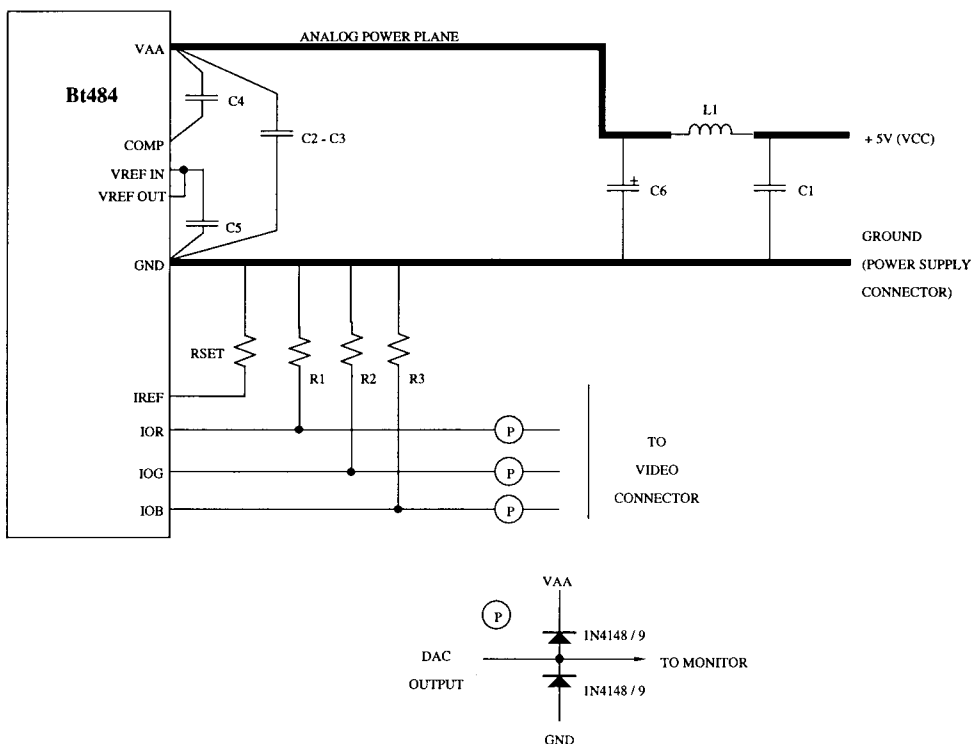 ANALOG POWER PLANE
VAA
Bt484
C4
L1
C2 - C3
COMP
+ 5V (VCC)
VREF IN
VREF OUT
+
C6
C1
C5
GROUND
(POWER SUPPLY
CONNECTOR)
GND
RSET
R1
R2
R3
IREF
IOR
P
TO
VIDEO
CONNECTOR
IOG
P
IOB
P
VAA
P
1N4148 / 9
DAC
OUTPUT
TO MONITOR
1N4148 / 9
GND